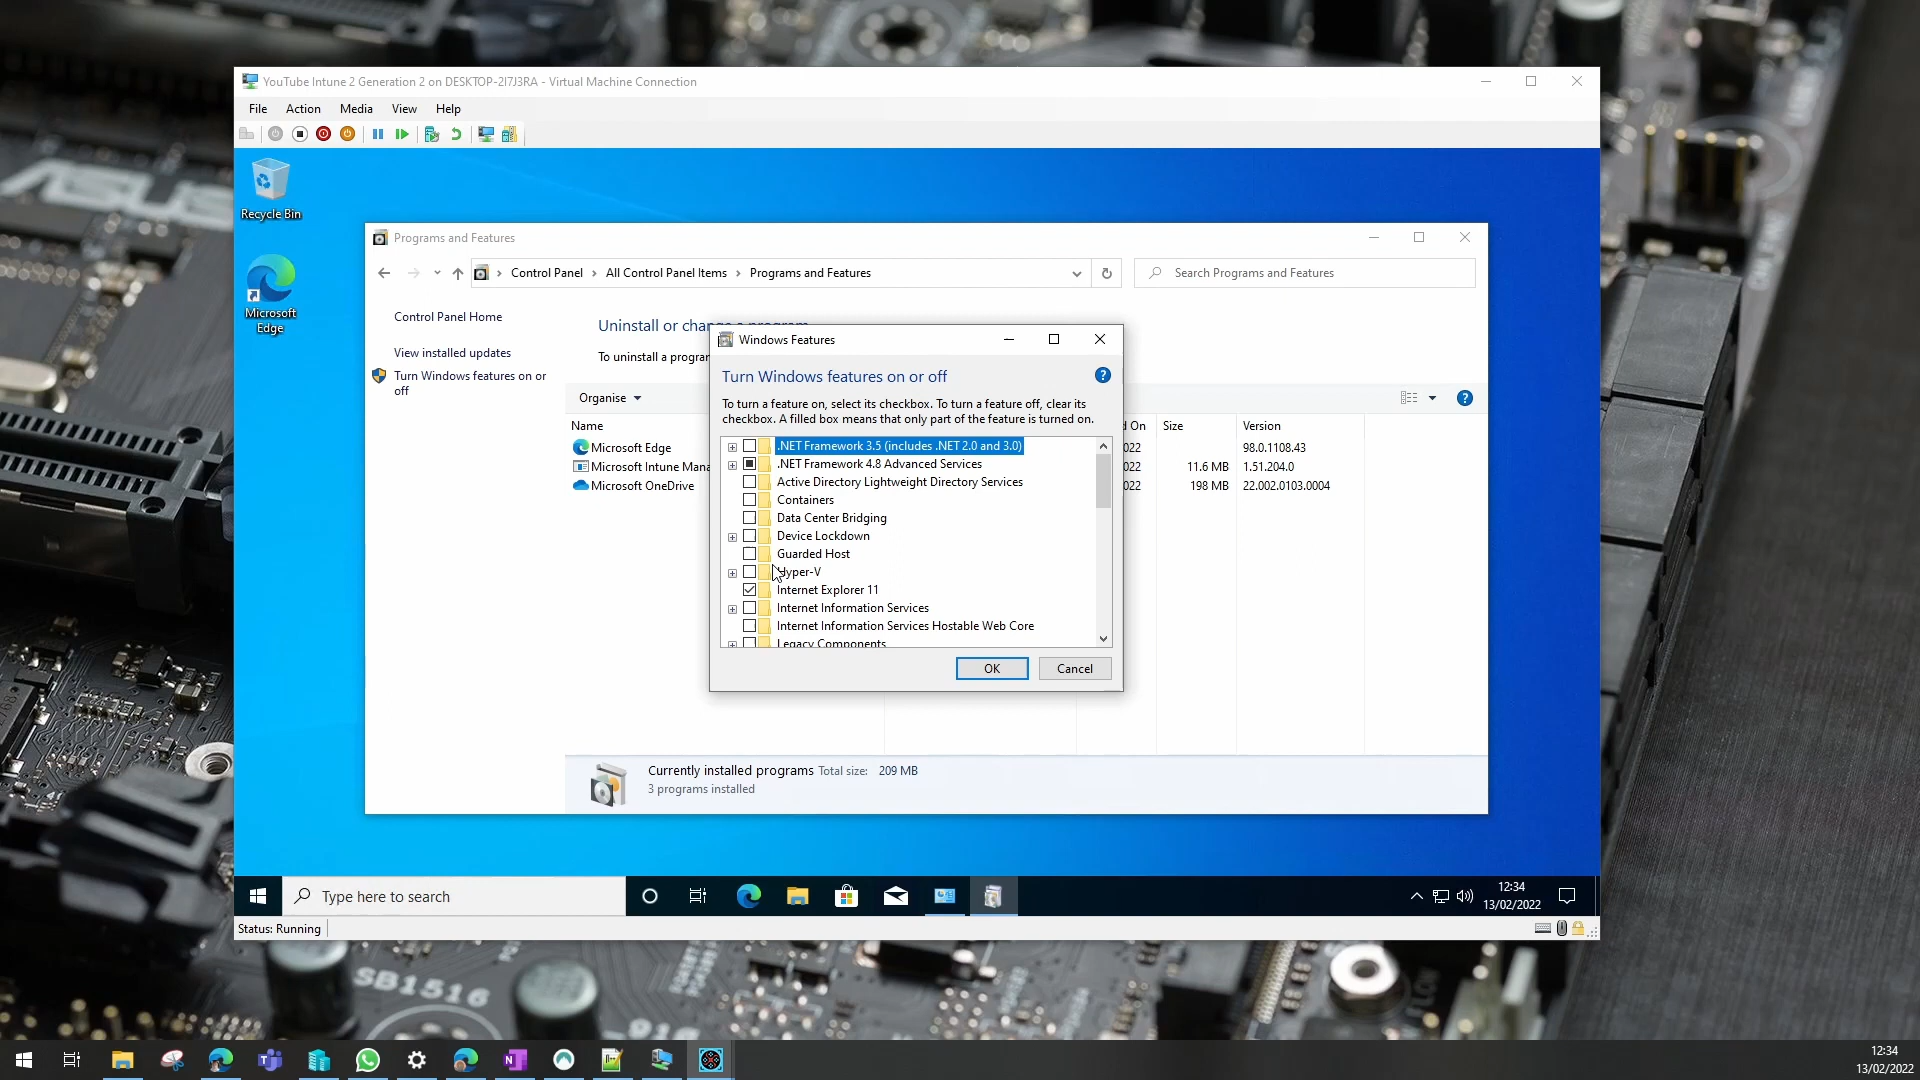 YouTube Intune 2 Generation 2 on DESKTOP-2I7J3RA - Virtual Machine Connection
File Action Media View Help
Recycle Bin
Microsoft
Edge
Programs and Features
Control Panel All Control Panel Items Programs and Features
Search Programs and Features
Control Panel Home
View installed updates
Turn Windows features on or
off
Uninstall or change a program
To uninstall a program
Organise
Name
d On
Size
Version
Microsoft Edge
022
98.0.1108.43
Microsoft Intune Mana
022
11.6 MB
1.51.204.0
Microsoft OneDrive
022
198 MB
22.002.0103.0004
Windows Features
Turn Windows features on or off
To turn a feature on, select its checkbox. To turn a feature off, clear its
checkbox. A filled box means that only part of the feature is turned on.
.NET Framework 3.5 (includes .NET 2.0 and 3.0)
.NET Framework 4.8 Advanced Services
Active Directory Lightweight Directory Services
Containers
Data Center Bridging
Device Lockdown
Guarded Host
Hyper-V
Internet Explorer 11
Internet Information Services
Internet Information Services Hostable Web Core
Legacy Components
OK
Cancel
Currently installed programs Total size: 209 MB
3 programs installed
Type here to search
12:34
13/02/2022
Status: Running
SB1516
12:34
13/02/2022